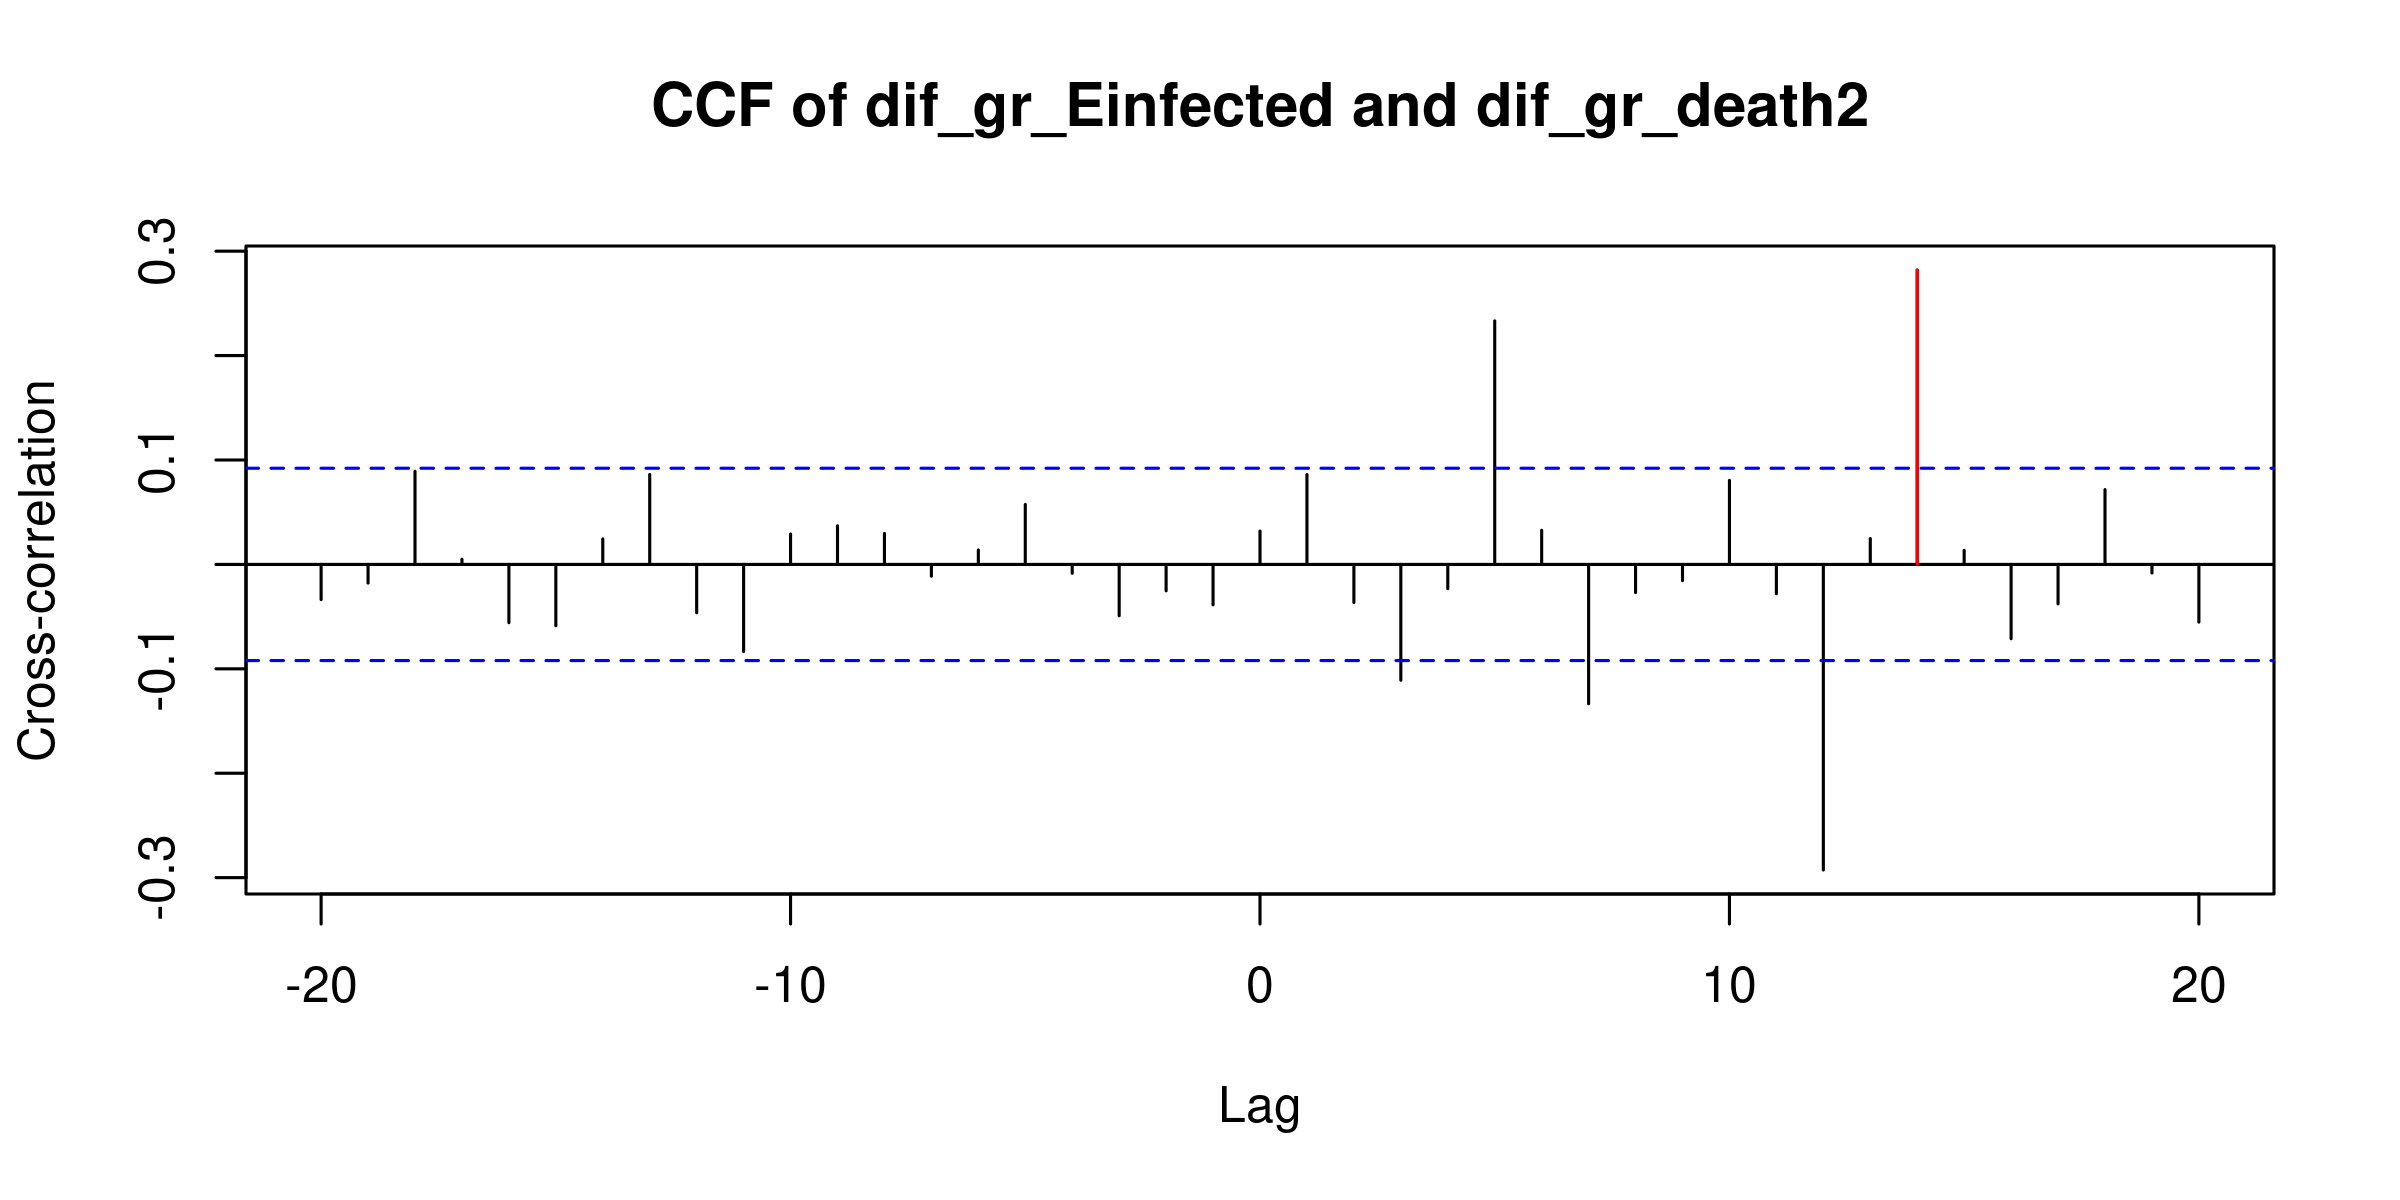 CCF of dif_gr_Einfected and dif_gr_death2
Cross-correlation
0.3
0.1
-0.1
-0.3
-20 -10 0 10 20
Lag